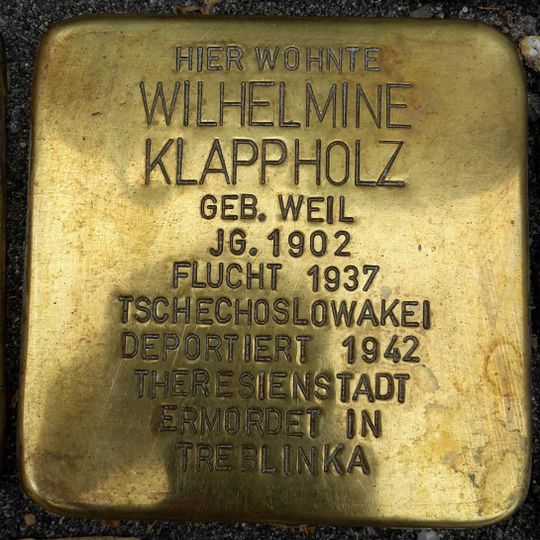 HIER WOHNTE
WILHELMINE
KLAPPHOLZ
GEB. WEIL
JG. 1902
FLUCHT 1937
TSCHECHOSLOWAKEI
DEPORTIERT 1942
THERESIENSTADT
ERMORDET IN
TREBLINKA